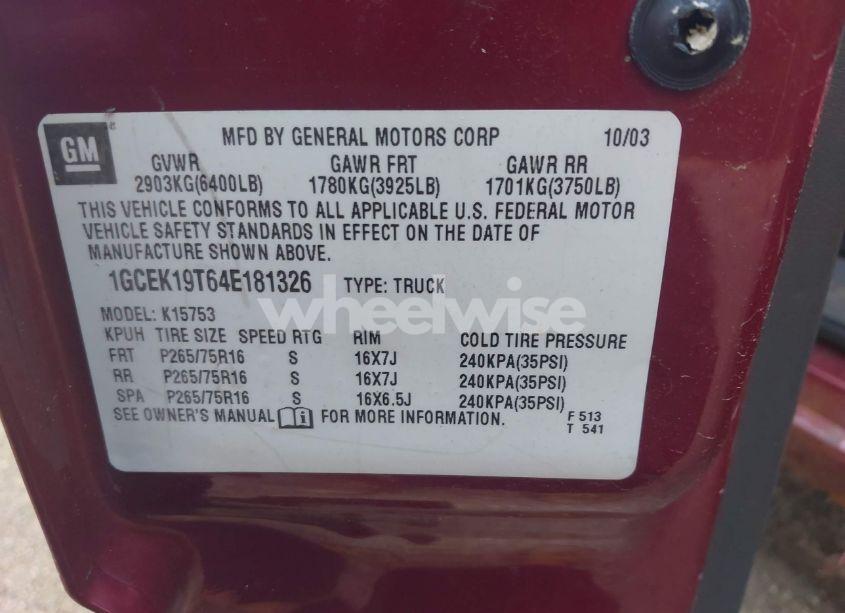 GM
MFD BY GENERAL MOTORS CORP 10/03
GVWR GAWR FRT GAWR RR
2903KG(6400LB) 1780KG(3925LB) 1701KG(3750LB)
THIS VEHICLE CONFORMS TO ALL APPLICABLE U.S. FEDERAL MOTOR
VEHICLE SAFETY STANDARDS IN EFFECT ON THE DATE OF
MANUFACTURE SHOWN ABOVE.
1GCEK19T64E181326 TYPE: TRUCK
wheelwise
MODEL: K15753
KPUH TIRE SIZE SPEED RTG RIM COLD TIRE PRESSURE
FRT P265/75R16 S 16X7J 240KPA(35PSI)
RR P265/75R16 S 16X7J 240KPA(35PSI)
SPA P265/75R16 S 16X6.5J 240KPA(35PSI)
SEE OWNER'S MANUAL FOR MORE INFORMATION. F 513
T 541